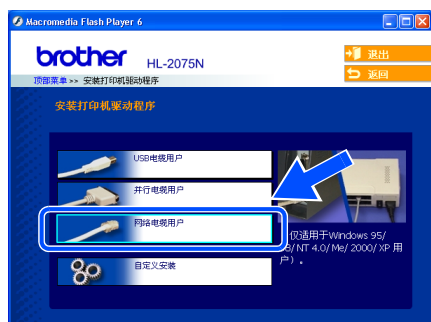 Macromedia Flash Player 6
brother HL-2075N
退出
返回
顶部菜单 >> 安装打印机驱动程序
安装打印机驱动程序
USB电缆用户
并行电缆用户
网络电缆用户
自定义安装
仅适用于Windows 95/
/ NT 4.0/ Me/ 2000/ XP 用
户）。